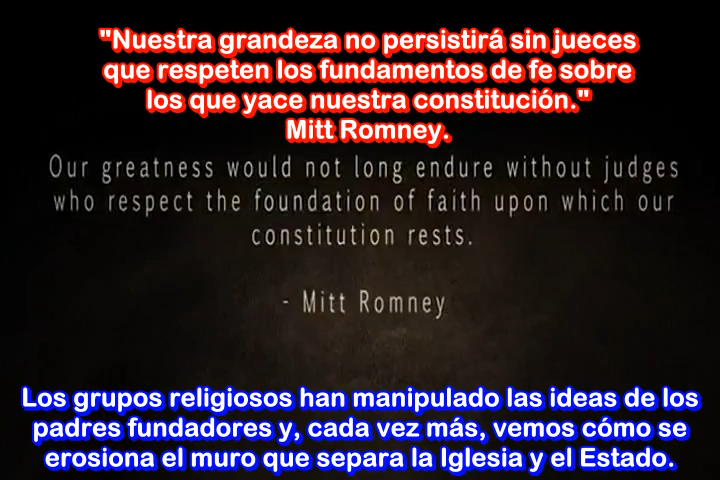 "Nuestra grandeza no persistirá sin jueces
que respeten los fundamentos de fe sobre
los que yace nuestra constitución."
Mitt Romney.
Our greatness would not long endure without judges
who respect the foundation of faith upon which our
constitution rests.
- Mitt Romney
Los grupos religiosos han manipulado las ideas de los
padres fundadores y, cada vez más, vemos cómo se
erosiona el muro que separa la Iglesia y el Estado.